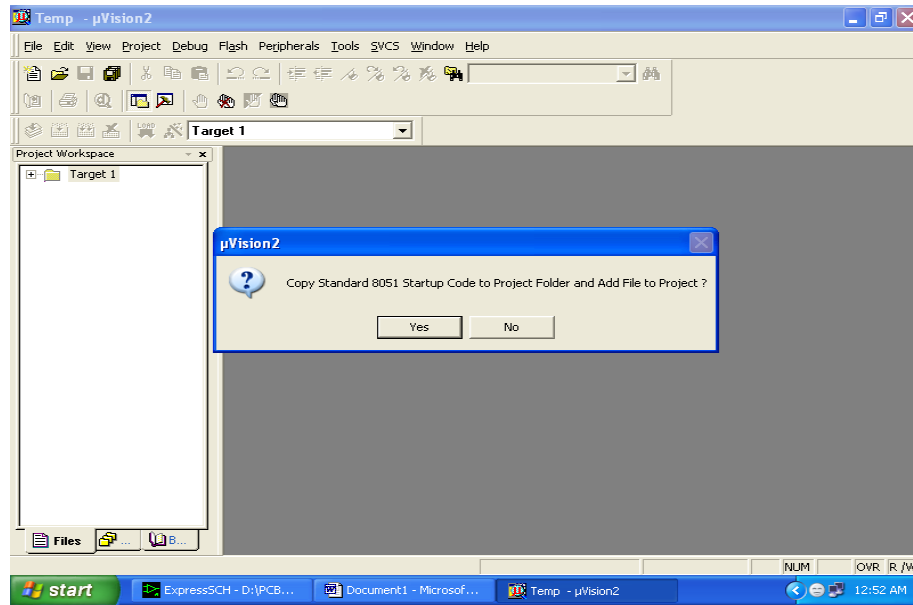 Temp - µVision2
File Edit View Project Debug Flash Peripherals Tools SVCS Window Help
LOAD Target 1
Project Workspace
Target 1
µVision2
Copy Standard 8051 Startup Code to Project Folder and Add File to Project ?
Yes No
Files ... B...
NUM OVR R /W
start ExpressSCH - D:\PCB... Document1 - Microsof... Temp - µVision2 12:52 AM